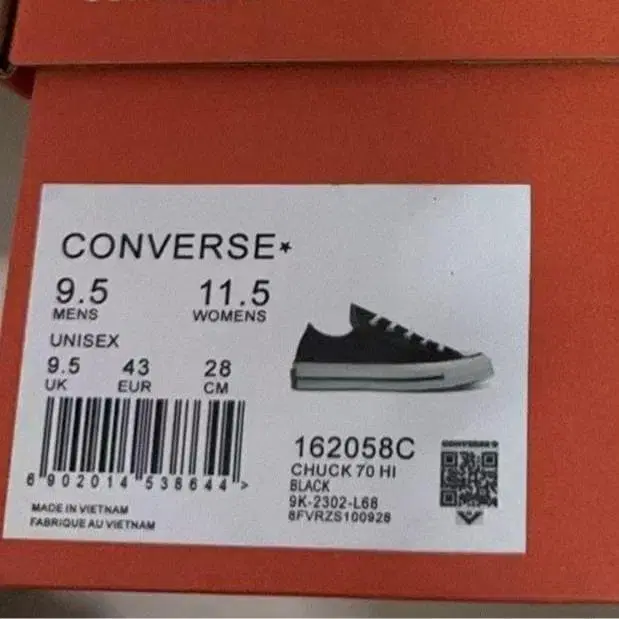 CONVERSE★
9.5 11.5
MENS WOMENS
UNISEX
9.5 43 28
UK EUR CM
6 902014 538644 >
162058C
CHUCK 70 HI
BLACK
9K-2302-L68
8FVRZS100928
CONVERSE
MADE IN VIETNAM
FABRIQUE AU VIETNAM